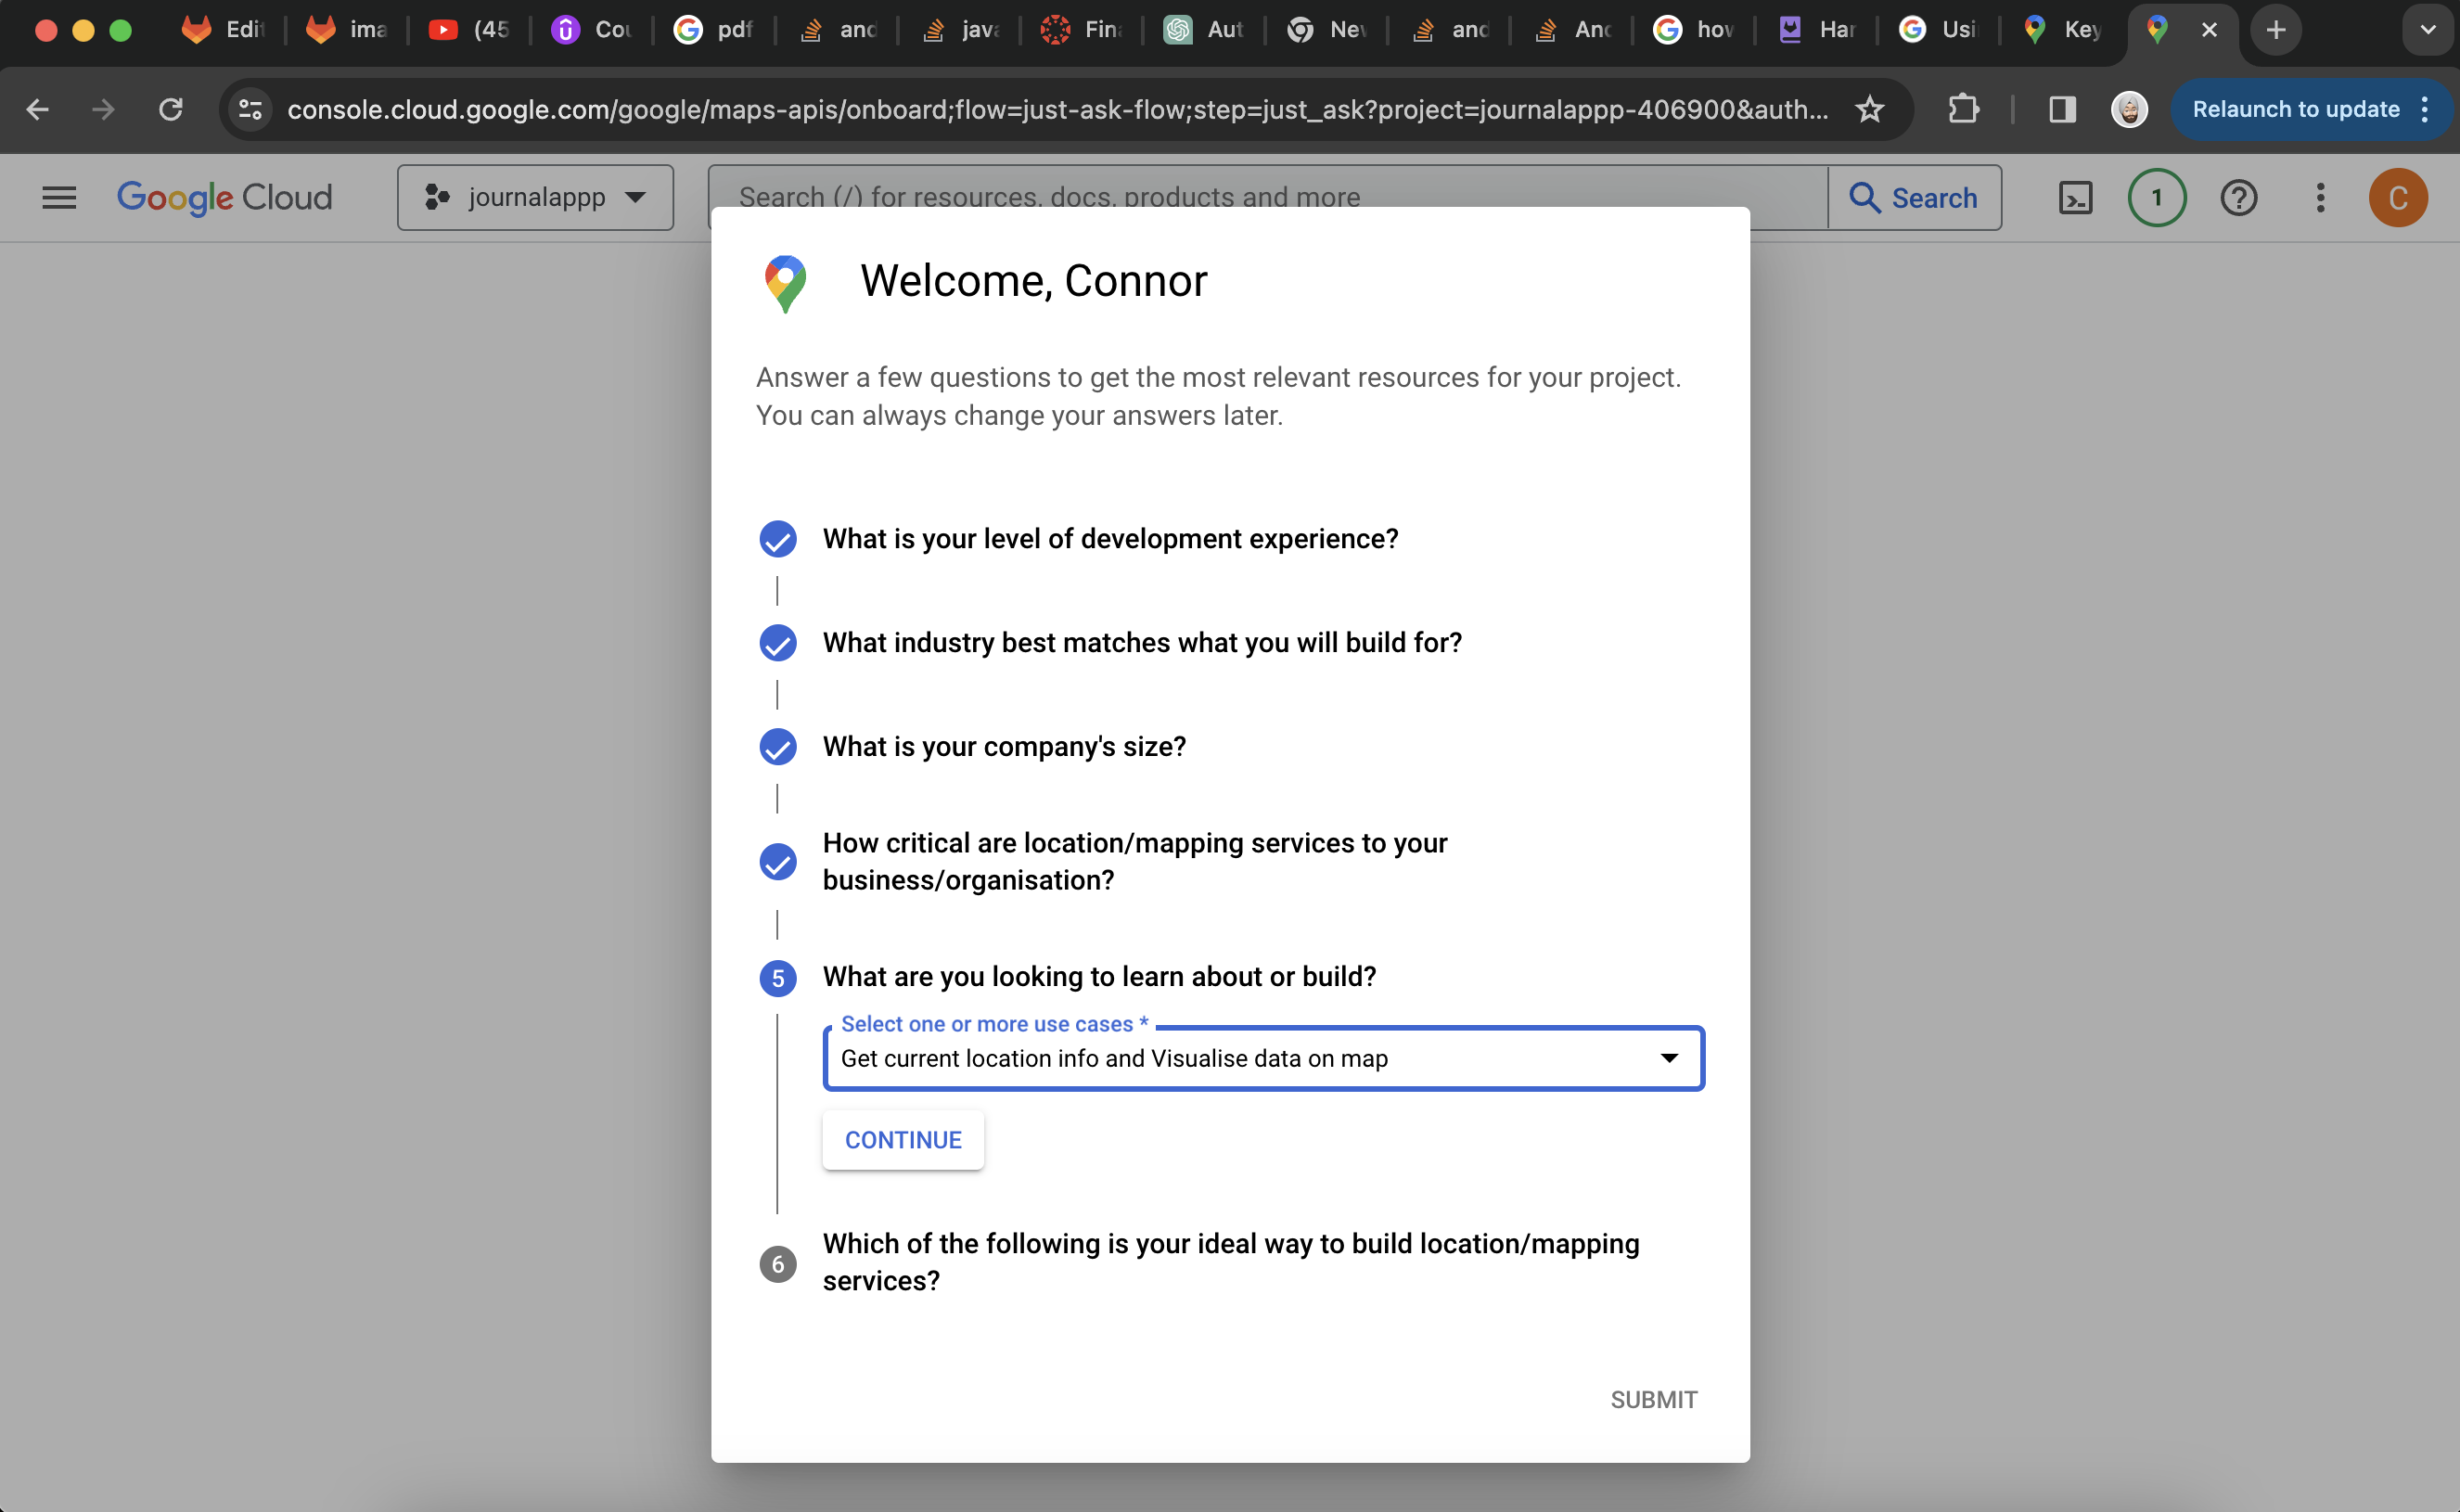 Edit
ima
(45
Cou
pdf
and
java
Fina
Aut
New
and
And
how
Har
Usi
Key
console.cloud.google.com/google/maps-apis/onboard;flow=just-ask-flow;step=just_ask?project=journalappp-406900&auth...
Relaunch to update
Google Cloud
journalappp
Search (/) for resources, docs, products and more
Search
1
C
Welcome, Connor
Answer a few questions to get the most relevant resources for your project.
You can always change your answers later.
What is your level of development experience?
What industry best matches what you will build for?
What is your company's size?
How critical are location/mapping services to your
business/organisation?
5 What are you looking to learn about or build?
Select one or more use cases *
Get current location info and Visualise data on map
CONTINUE
6 Which of the following is your ideal way to build location/mapping
services?
SUBMIT